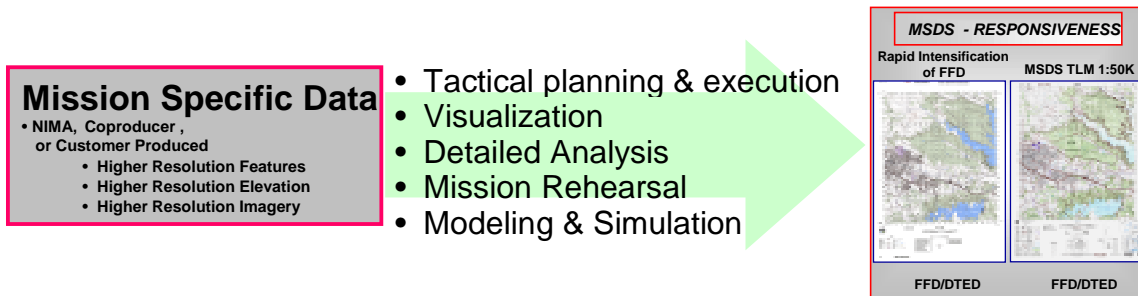 Mission Specific Data
• NIMA, Coproducer ,
or Customer Produced
• Higher Resolution Features
• Higher Resolution Elevation
• Higher Resolution Imagery
• Tactical planning & execution
• Visualization
• Detailed Analysis
• Mission Rehearsal
• Modeling & Simulation
MSDS - RESPONSIVENESS
Rapid Intensification
of FFD
MSDS TLM 1:50K
FFD/DTED
FFD/DTED